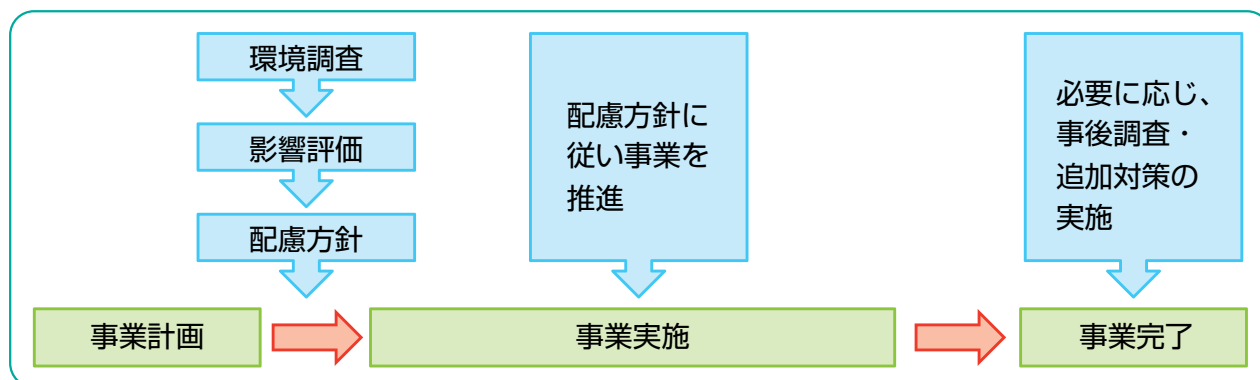 環境調査
影響評価
配慮方針
配慮方針に
従い事業を
推進
必要に応じ、
事後調査・
追加対策の
実施
事業計画
事業実施
事業完了